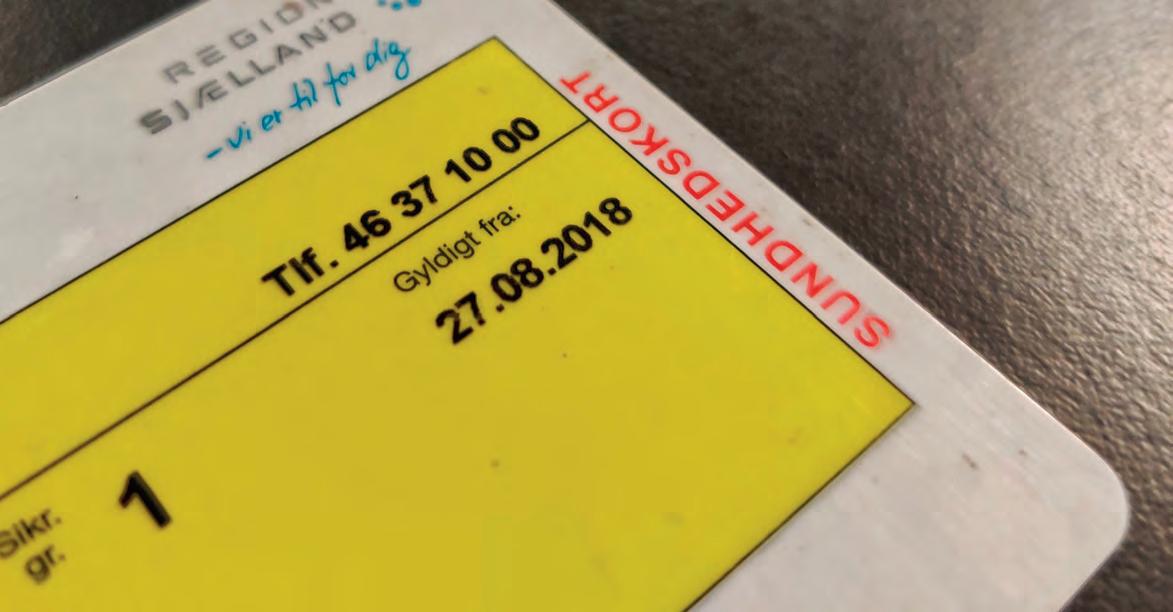 REGION
SJÆLLAND
- vi er til for dig
SUNDHEDSKORT
Tlf. 46 37 10 00
Gyldigt fra:
27.08.2018
Sikr.
gr.
1